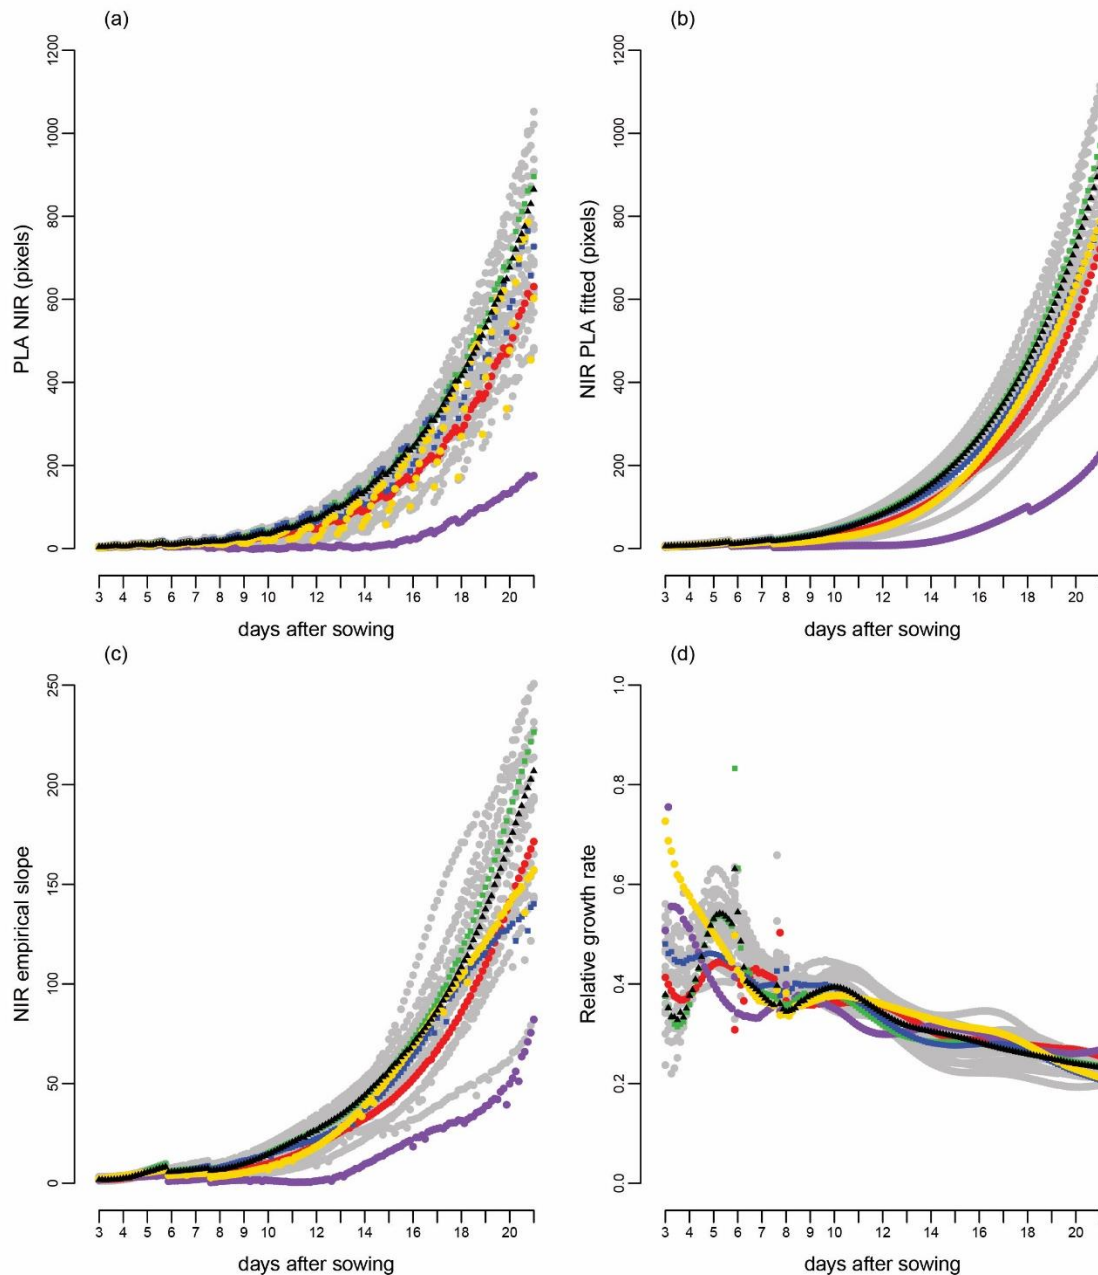 (a)
PLA NIR (pixels)
0 200 400 600 800 1000 1200
3 4 5 6 7 8 9 10 12 14 16 18 20
days after sowing
(b)
NIR PLA fitted (pixels)
0 200 400 600 800 1000 1200
3 4 5 6 7 8 9 10 12 14 16 18 20
days after sowing
(c)
NIR empirical slope
0 50 100 150 200 250
3 4 5 6 7 8 9 10 12 14 16 18 20
days after sowing
(d)
Relative growth rate
0.0 0.2 0.4 0.6 0.8 1.0
3 4 5 6 7 8 9 10 12 14 16 18 20
days after sowing